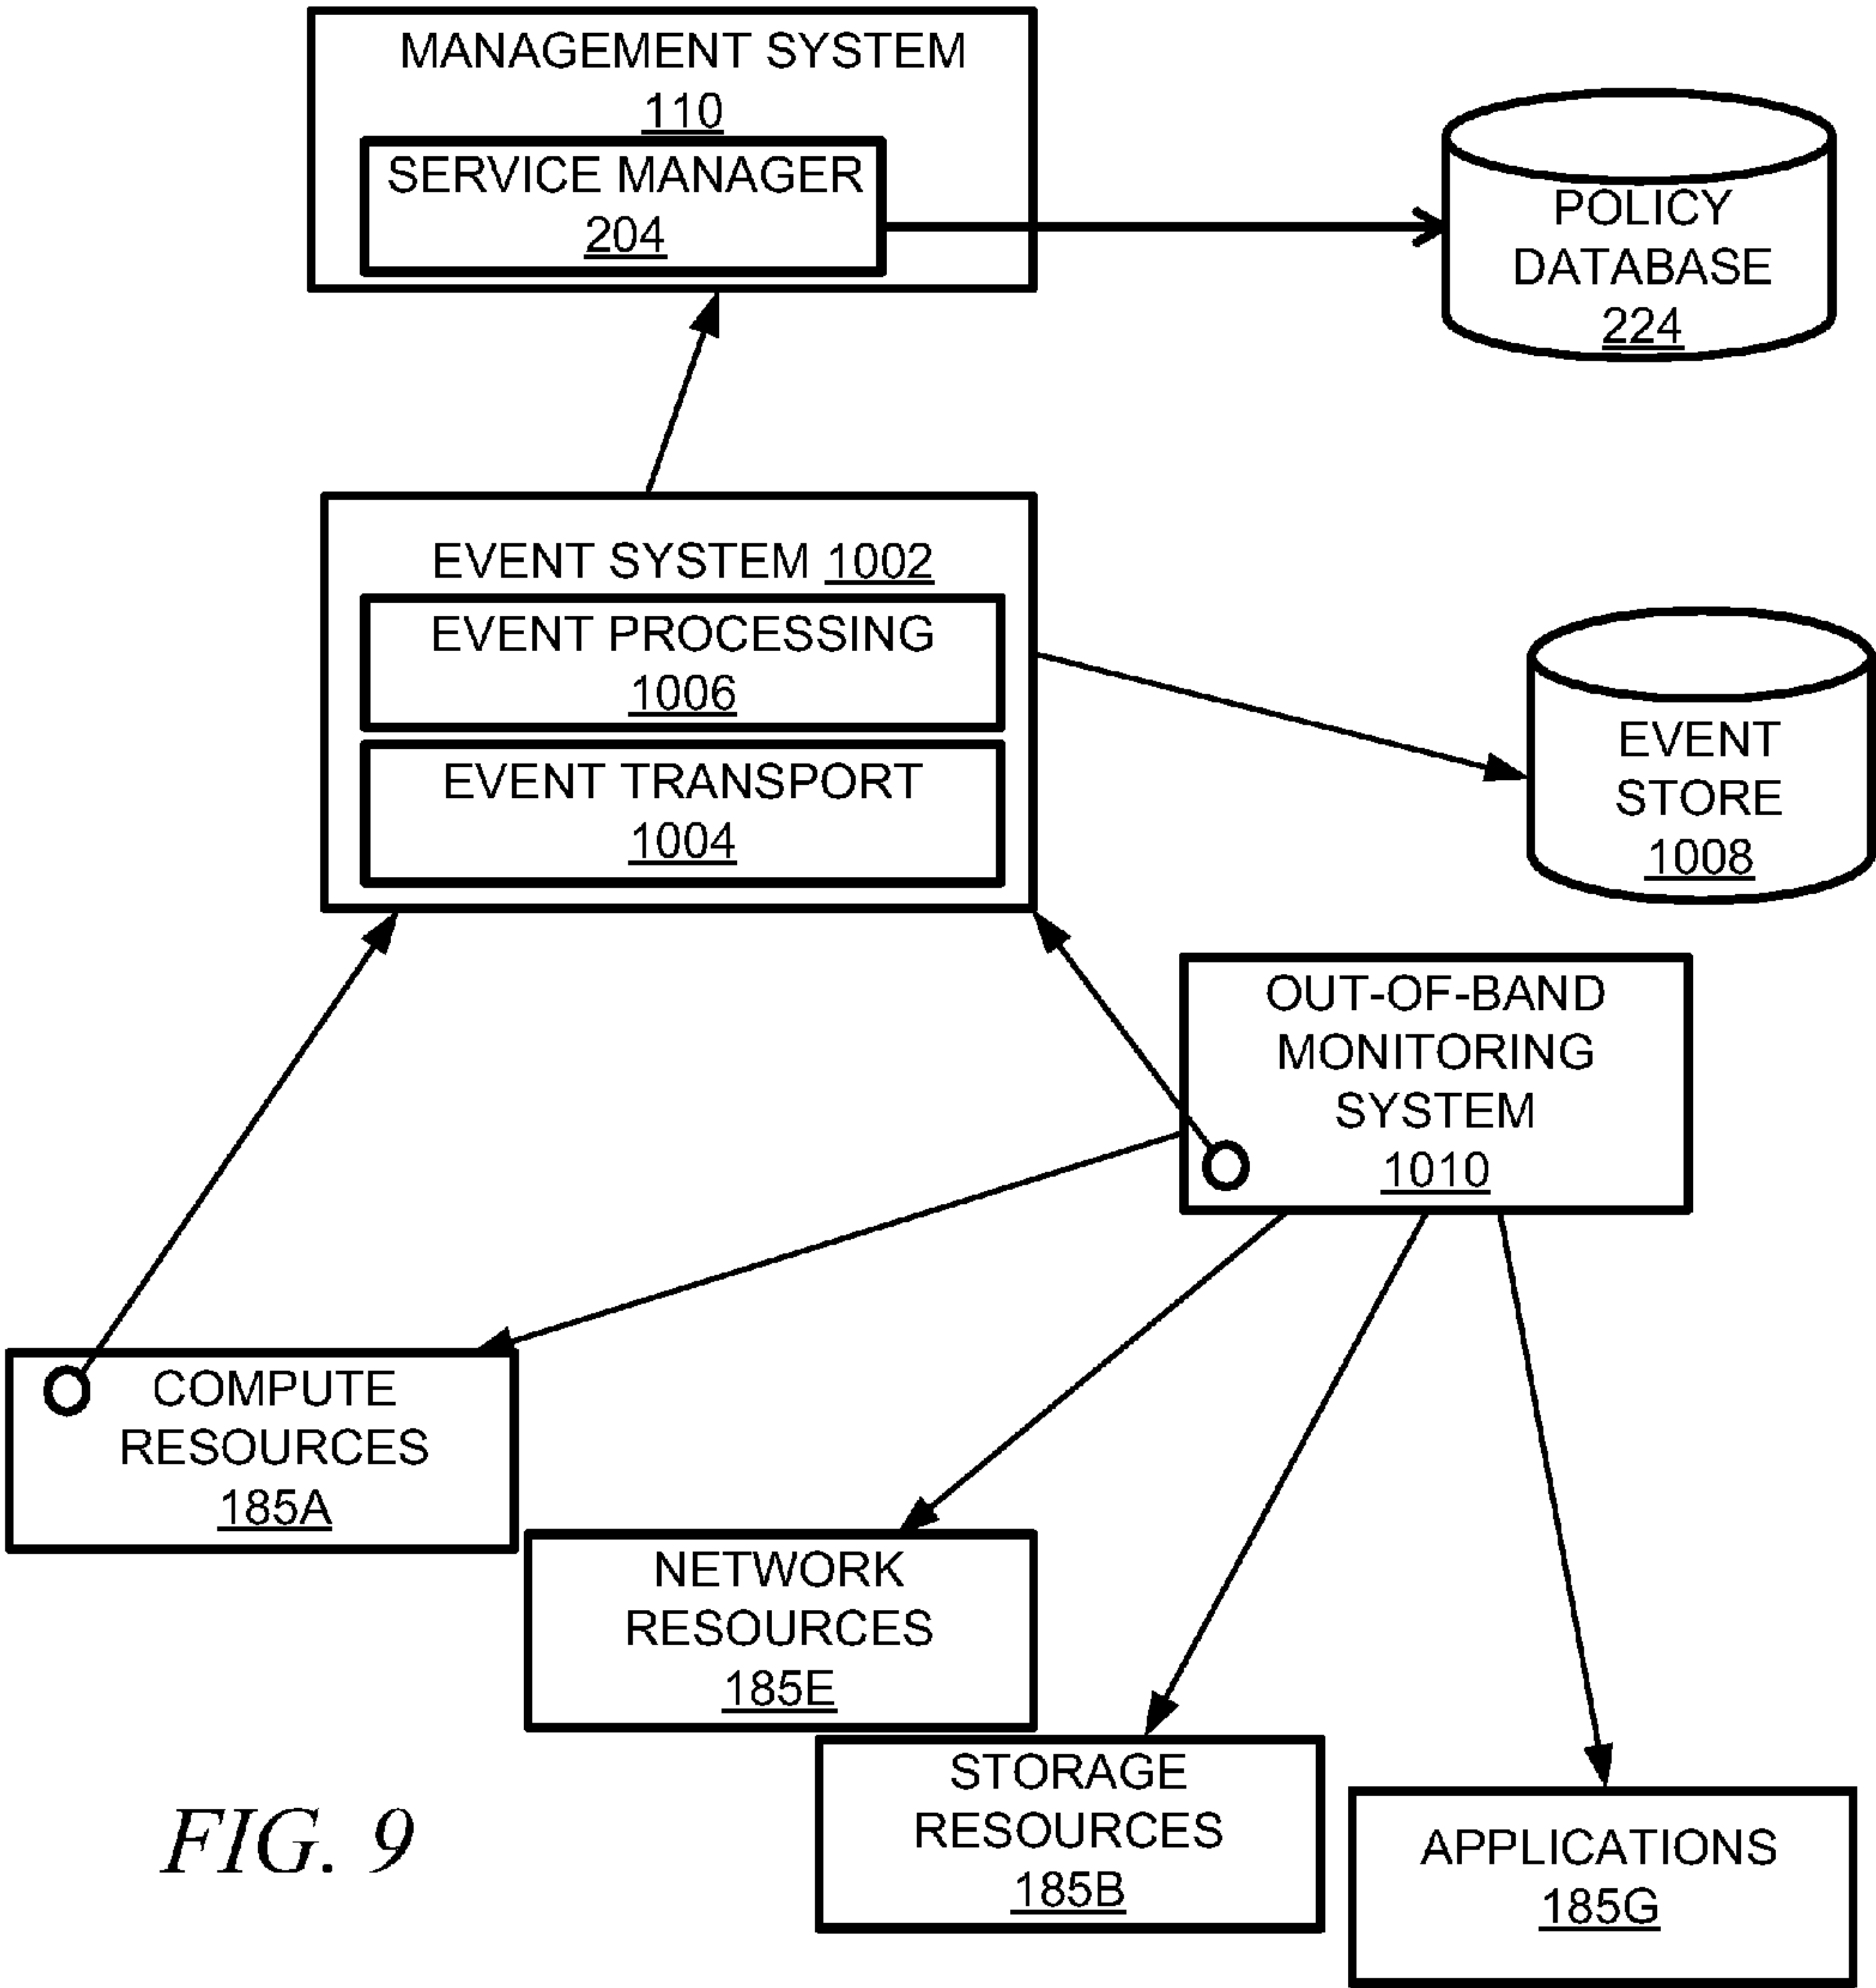 MANAGEMENT SYSTEM
110
SERVICE MANAGER
204
POLICY
DATABASE
224
EVENT SYSTEM 1002
EVENT PROCESSING
1006
EVENT TRANSPORT
1004
EVENT
STORE
1008
OUT-OF-BAND
MONITORING
SYSTEM
1010
COMPUTE
RESOURCES
185A
NETWORK
RESOURCES
185E
STORAGE
RESOURCES
185B
APPLICATIONS
185G
FIG. 9